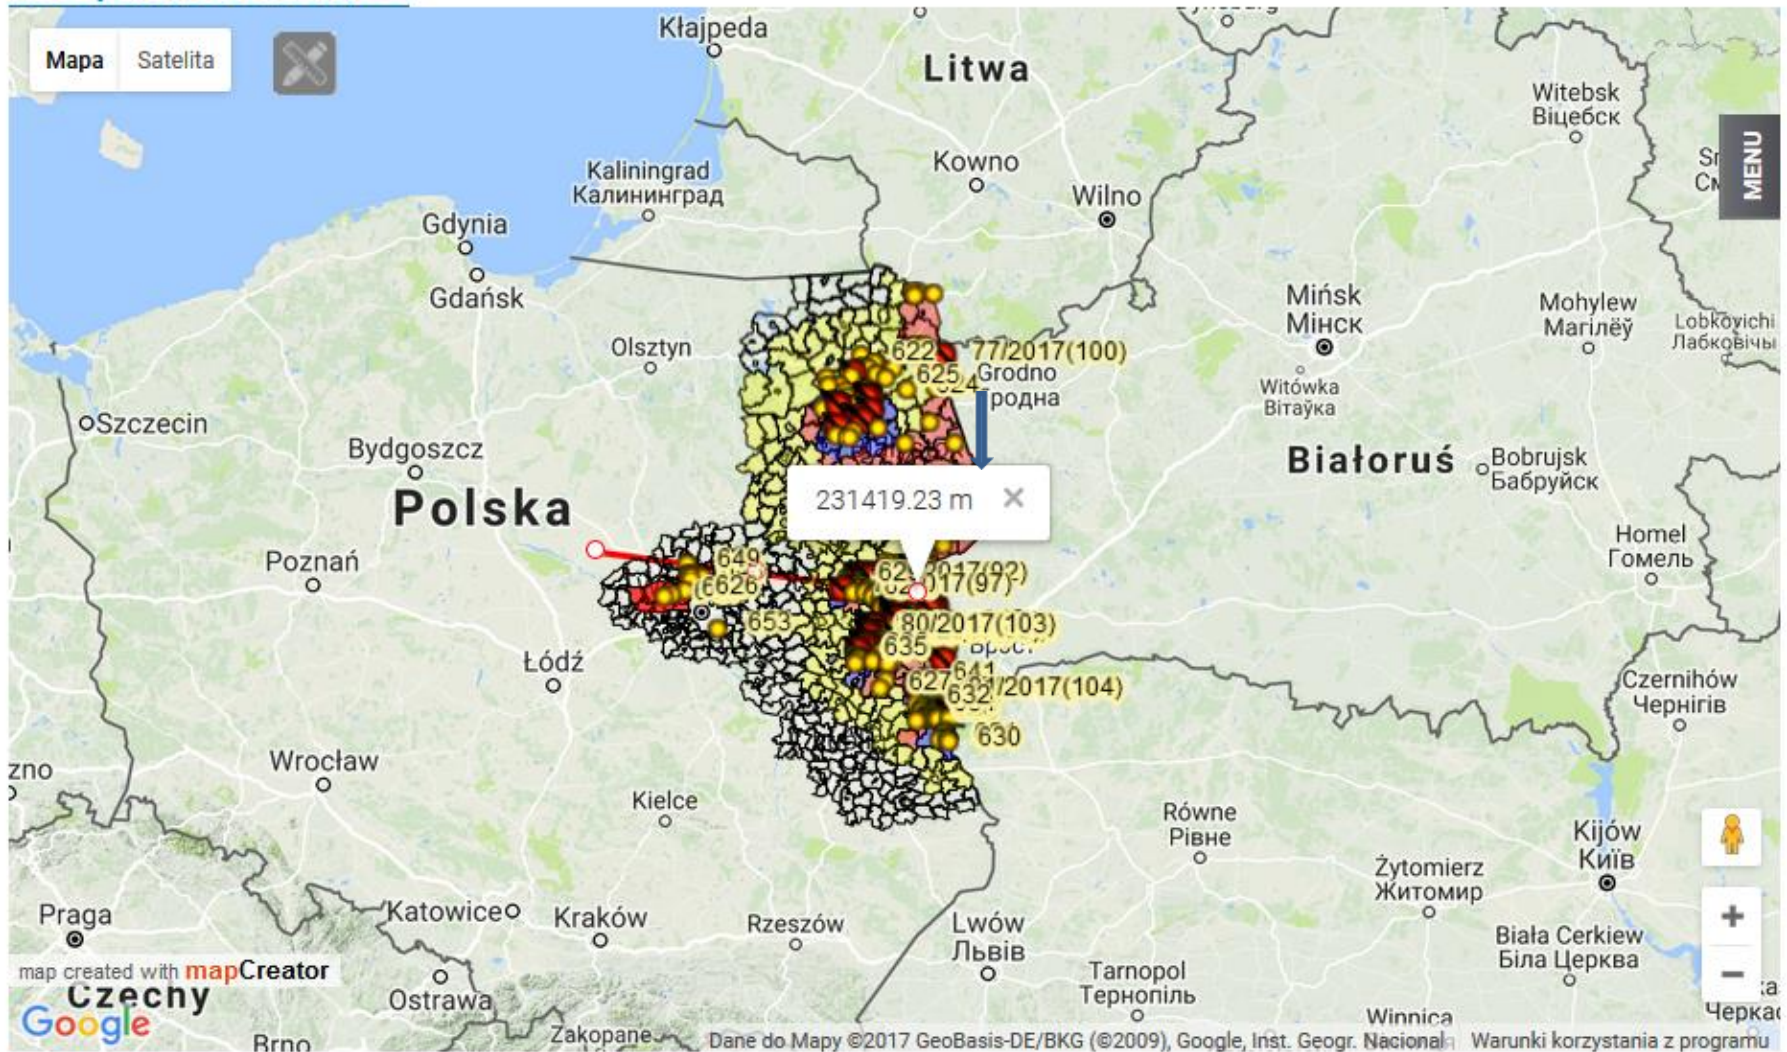 Mapa
Satelita
MENU
Kłajpeda
Litwa
Witebsk
Віцебск
Kowno
Wilno
Kaliningrad
Калининград
Gdynia
Gdańsk
Mińsk
Мінск
Mohylew
Магілёў
Lobkovichi
Лабковічы
Olsztyn
622
77/2017(100)
625
Grodno
Witówka
Вітаўка
Szczecin
Bydgoszcz
Polska
Białoruś
Bobrujsk
Бабруйск
231419.23 m
Homel
Гомель
Poznań
649
626
653
80/2017(103)
635
Łódź
641
627
632
/2017(104)
630
Czernihów
Чернігів
Wrocław
Kielce
Równe
Рівне
Kijów
Київ
Żytomierz
Житомир
Praga
Katowice
Kraków
Rzeszów
Lwów
Львів
Biała Cerkiew
Біла Церква
map created with mapCreator
Tarnopol
Тернопіль
Czechy
Ostrawa
Google
Brno
Zakopane
Winnica
Dane do Mapy ©2017 GeoBasis-DE/BKG (©2009), Google, Inst. Geogr. Nacional
Warunki korzystania z programu